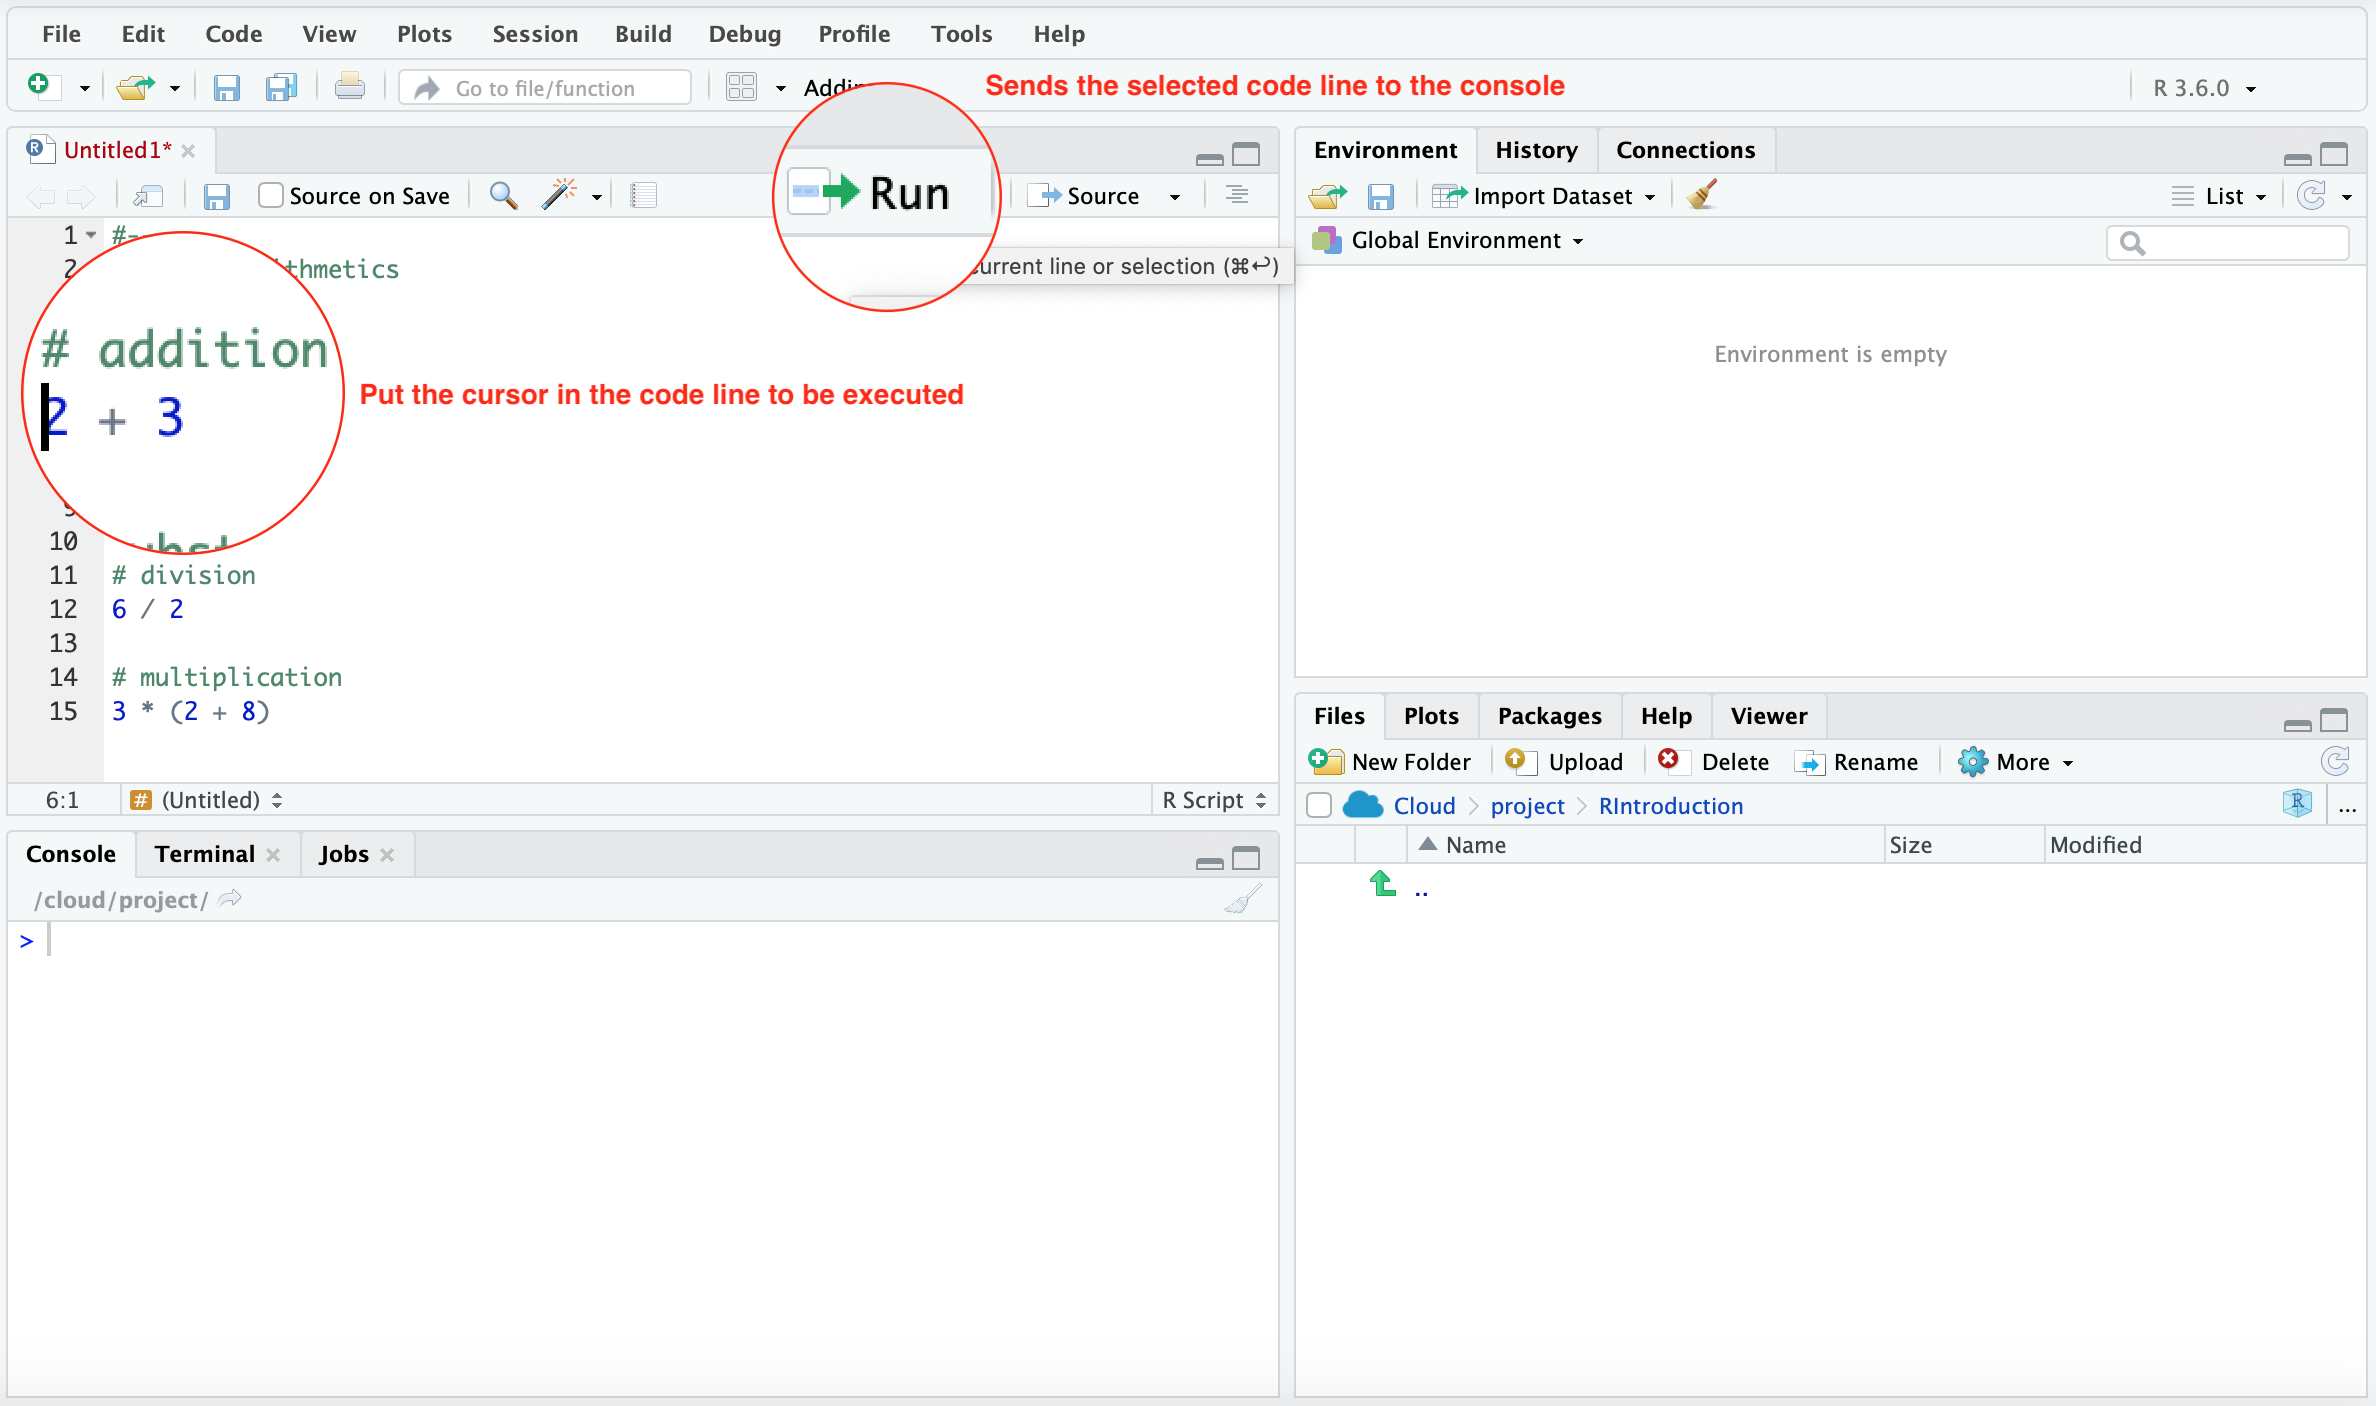 File Edit Code View Plots Session Build Debug Profile Tools Help
Go to file/function
Sends the selected code line to the console
R 3.6.0
Untitled1*
Source on Save
Run
Source
current line or selection (⌘↩)
1 #--
2
# addition
2 + 3
Put the cursor in the code line to be executed
10
11 # division
12 6 / 2
13
14 # multiplication
15 3 * (2 + 8)
6:1 # (Untitled) R Script
Console Terminal Jobs
/cloud/project/
>
Environment History Connections
Import Dataset List
Global Environment
Environment is empty
Files Plots Packages Help Viewer
New Folder Upload Delete Rename More
Cloud project RIntroduction R ...
Name Size Modified
..